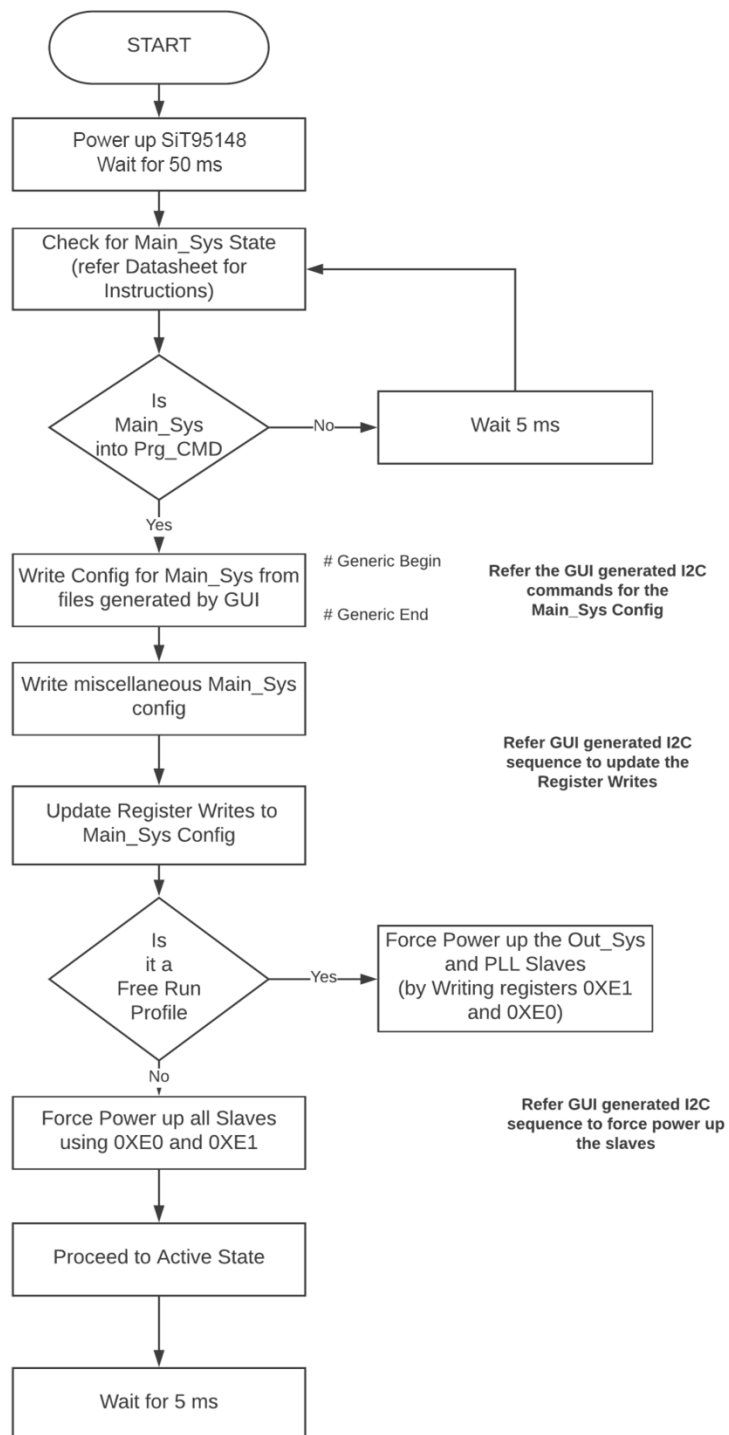 START
Power up SiT95148
Wait for 50 ms
Check for Main_Sys State
(refer Datasheet for
Instructions)
Is
Main_Sys
into Prg_CMD
No
Wait 5 ms
Yes
Write Config for Main_Sys from
files generated by GUI
# Generic Begin
# Generic End
Refer the GUI generated I2C
commands for the
Main_Sys Config
Write miscellaneous Main_Sys
config
Refer GUI generated I2C
sequence to update the
Register Writes
Update Register Writes to
Main_Sys Config
Is
it a
Free Run
Profile
Yes
Force Power up the Out_Sys
and PLL Slaves
(by Writing registers 0XE1
and 0XE0)
No
Force Power up all Slaves
using 0XE0 and 0XE1
Refer GUI generated I2C
sequence to force power up
the slaves
Proceed to Active State
Wait for 5 ms